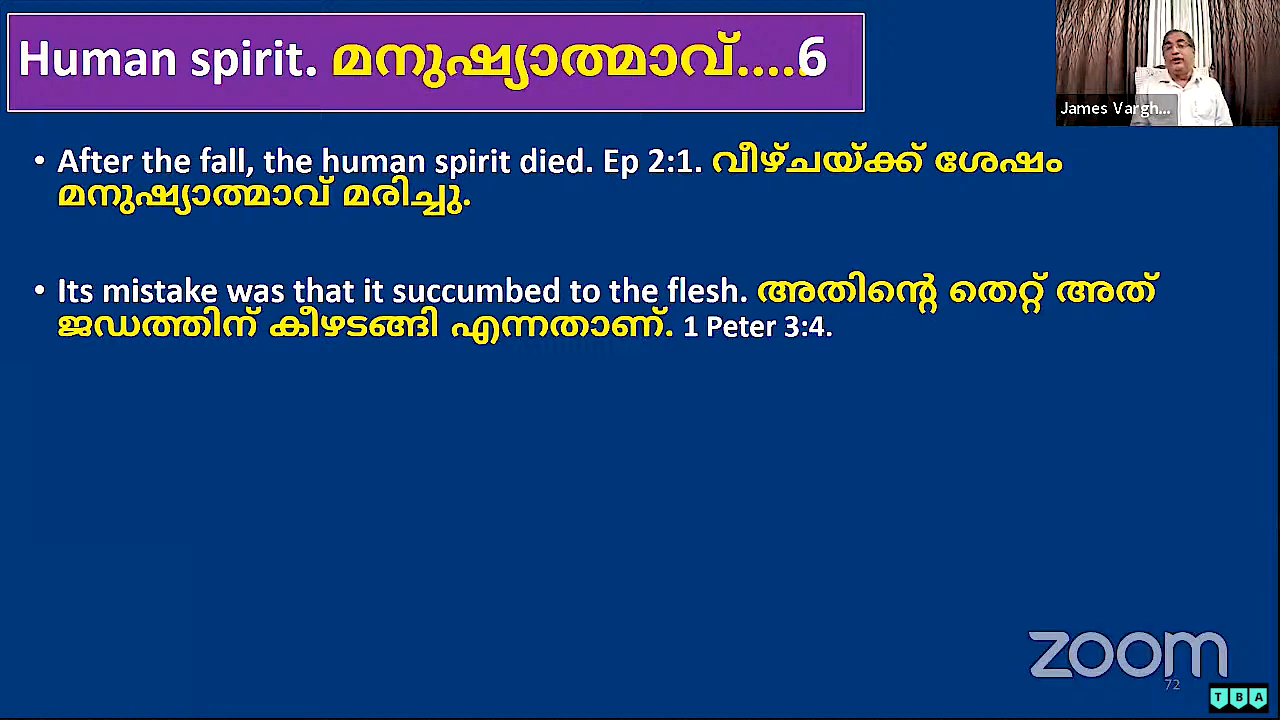 Human spirit. മനുഷ്യാത്മാവ്....6
James Vargh...
• After the fall, the human spirit died. Ep 2:1. വീഴ്ചയ്ക്ക് ശേഷം
മനുഷ്യാത്മാവ് മരിച്ചു.
• Its mistake was that it succumbed to the flesh. അതിന്റെ തെറ്റ് അത്
ജഡത്തിന് കീഴടങ്ങി എന്നതാണ്. 1 Peter 3:4.
zoom
72
TBA